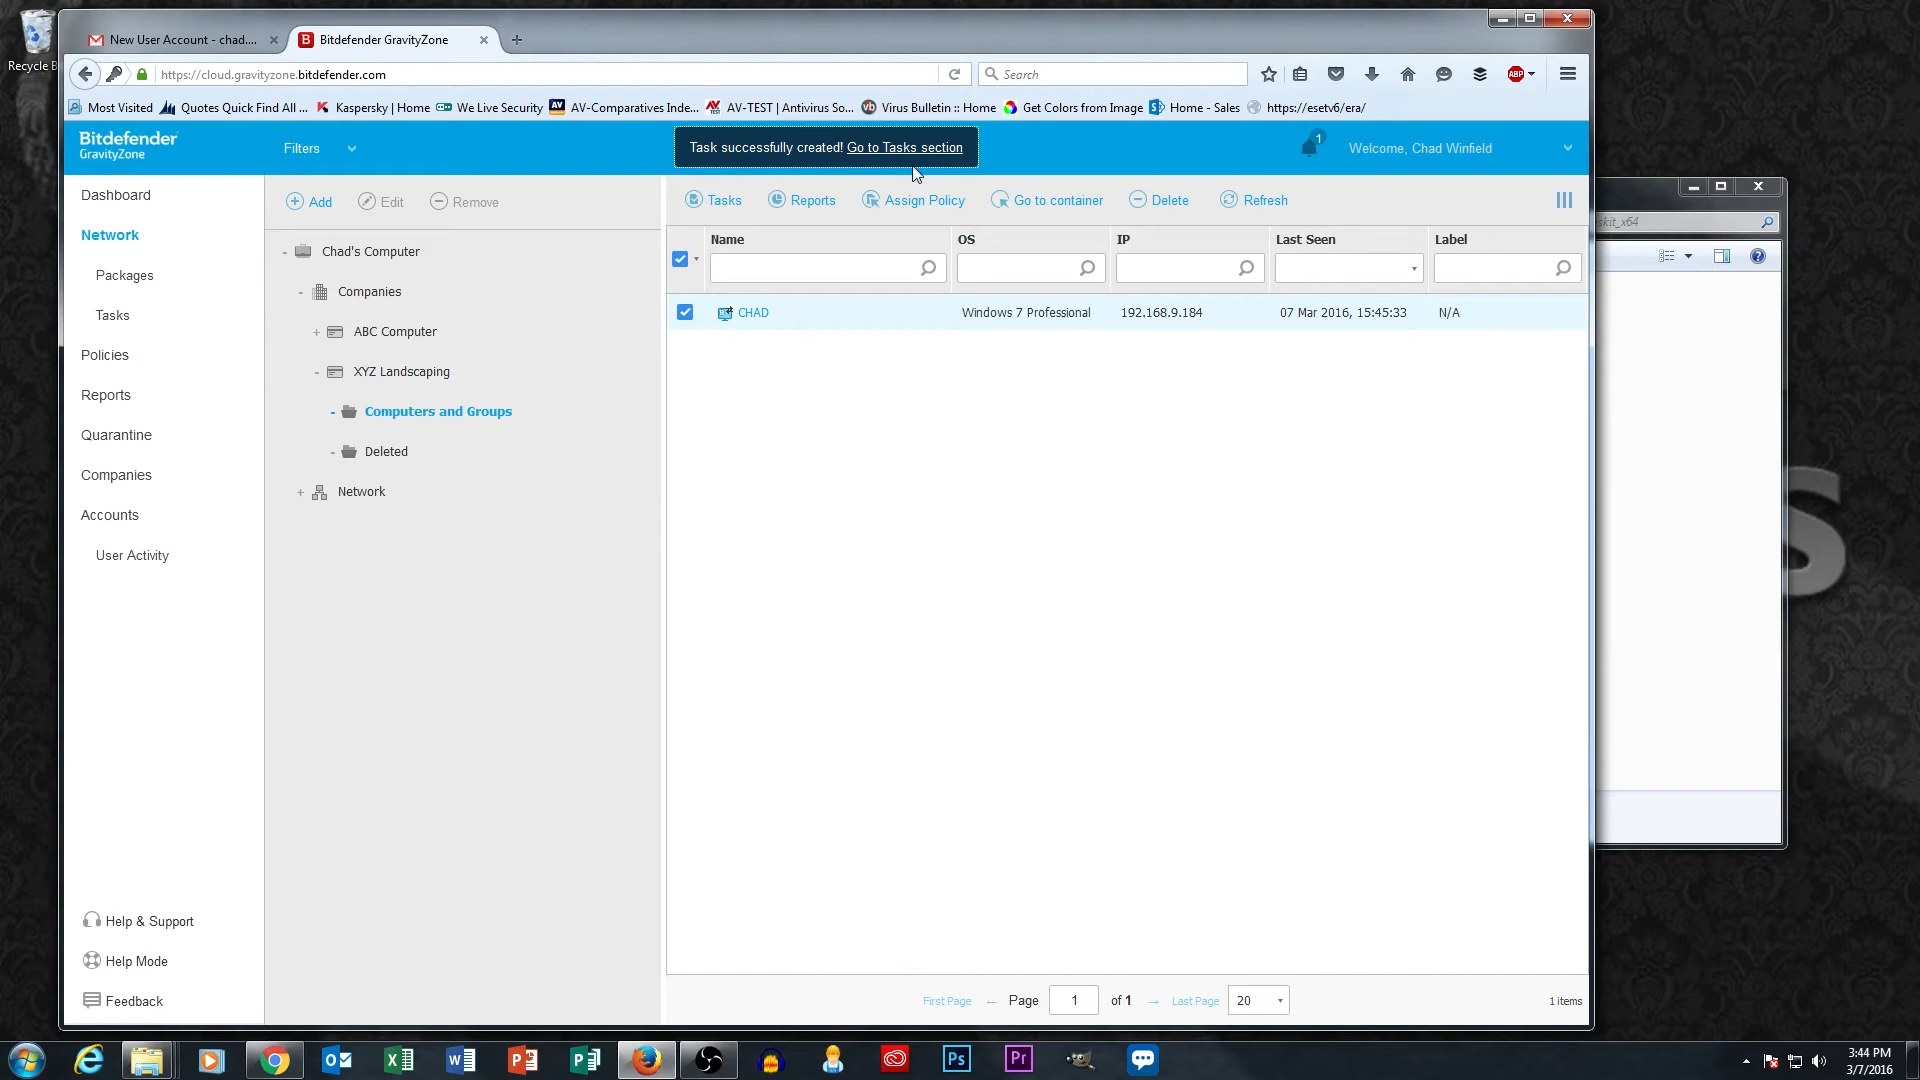 Recycle B
New User Account - chad....
Bitdefender GravityZone
https://cloud.gravityzone.bitdefender.com
Search
ABP
Most Visited
Quotes Quick Find All ...
Kaspersky | Home
We Live Security
AV-Comparatives Inde...
AV-TEST | Antivirus So...
Virus Bulletin :: Home
Get Colors from Image
Home - Sales
https://esetv6/era/
Bitdefender
GravityZone
Filters
Task successfully created! Go to Tasks section
1
Welcome, Chad Winfield
Dashboard
Network
Packages
Tasks
Policies
Reports
Quarantine
Companies
Accounts
User Activity
Help & Support
Help Mode
Feedback
Add
Edit
Remove
Chad's Computer
Companies
ABC Computer
XYZ Landscaping
Computers and Groups
Deleted
Network
Tasks
Reports
Assign Policy
Go to container
Delete
Refresh
Name
OS
IP
Last Seen
Label
CHAD
Windows 7 Professional
192.168.9.184
07 Mar 2016, 15:45:33
N/A
First Page
Page
1
of 1
Last Page
20
1 items
skit_x64
S
3:44 PM
3/7/2016